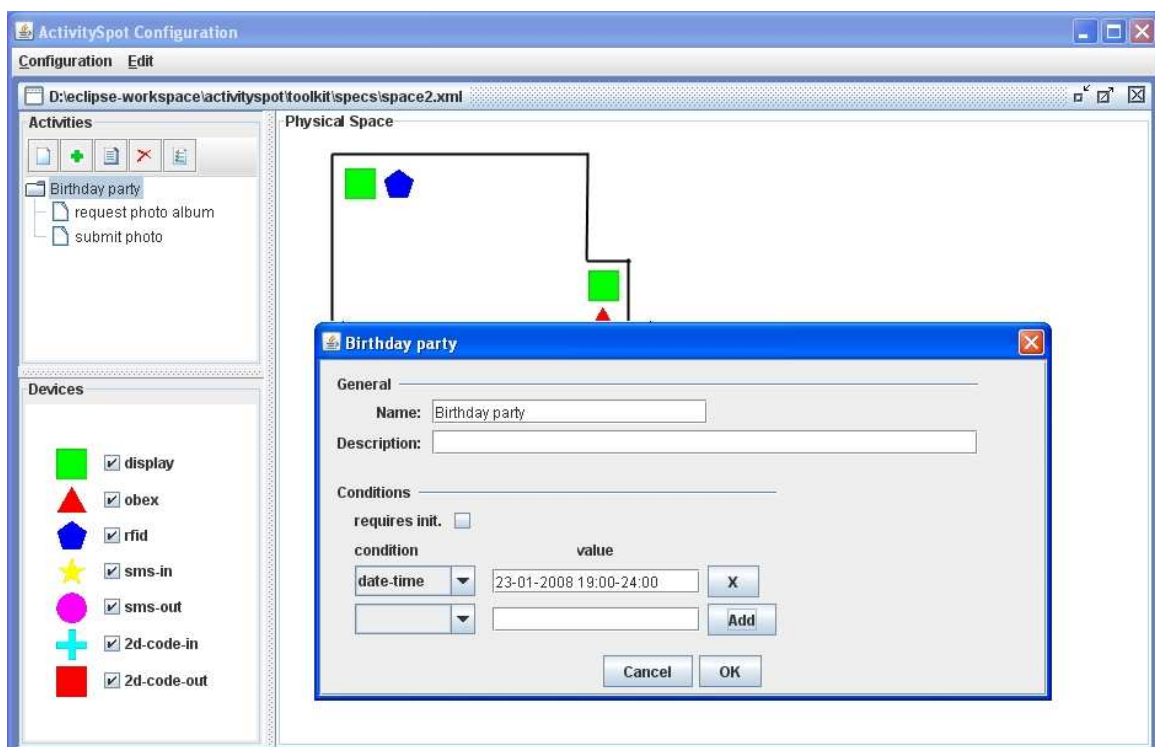 ActivitySpot Configuration
Configuration Edit
D:\eclipse-workspace\activityspot\toolkit\specs\space2.xml
Activities
Birthday party
request photo album
submit photo
Devices
display
obex
rfid
sms-in
sms-out
2d-code-in
2d-code-out
Physical Space
Birthday party
General
Name: Birthday party
Description:
Conditions
requires init.
condition value
date-time 23-01-2008 19:00-24:00 X
Add
Cancel OK